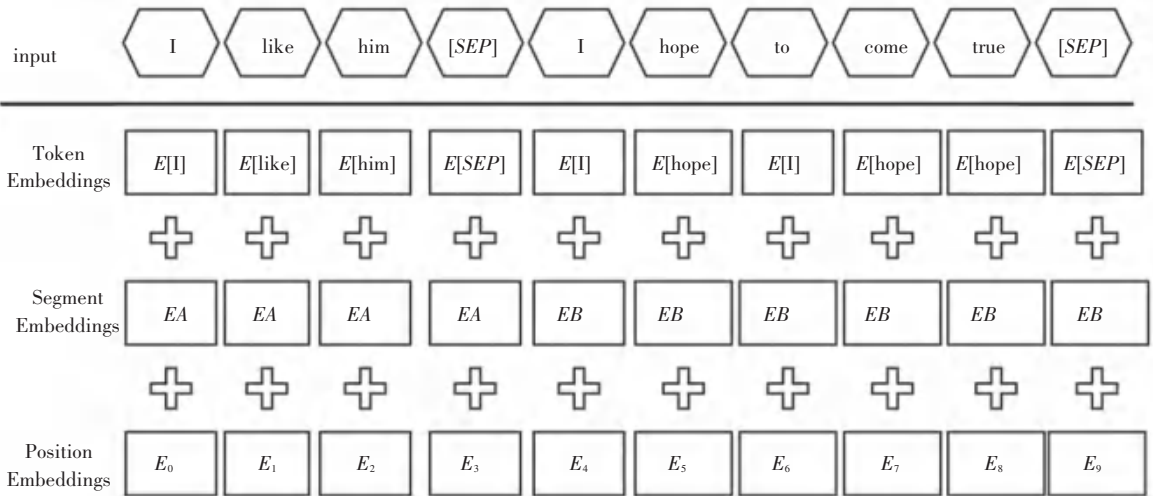 input I like him [SEP] I hope to come true [SEP]
Token
Embeddings E[I] E[like] E[him] E[SEP] E[I] E[hope] E[I] E[hope] E[hope] E[SEP]
Segment
Embeddings EA EA EA EA EB EB EB EB EB EB
Position
Embeddings E₀ E₁ E₂ E₃ E₄ E₅ E₆ E₇ E₈ E₉